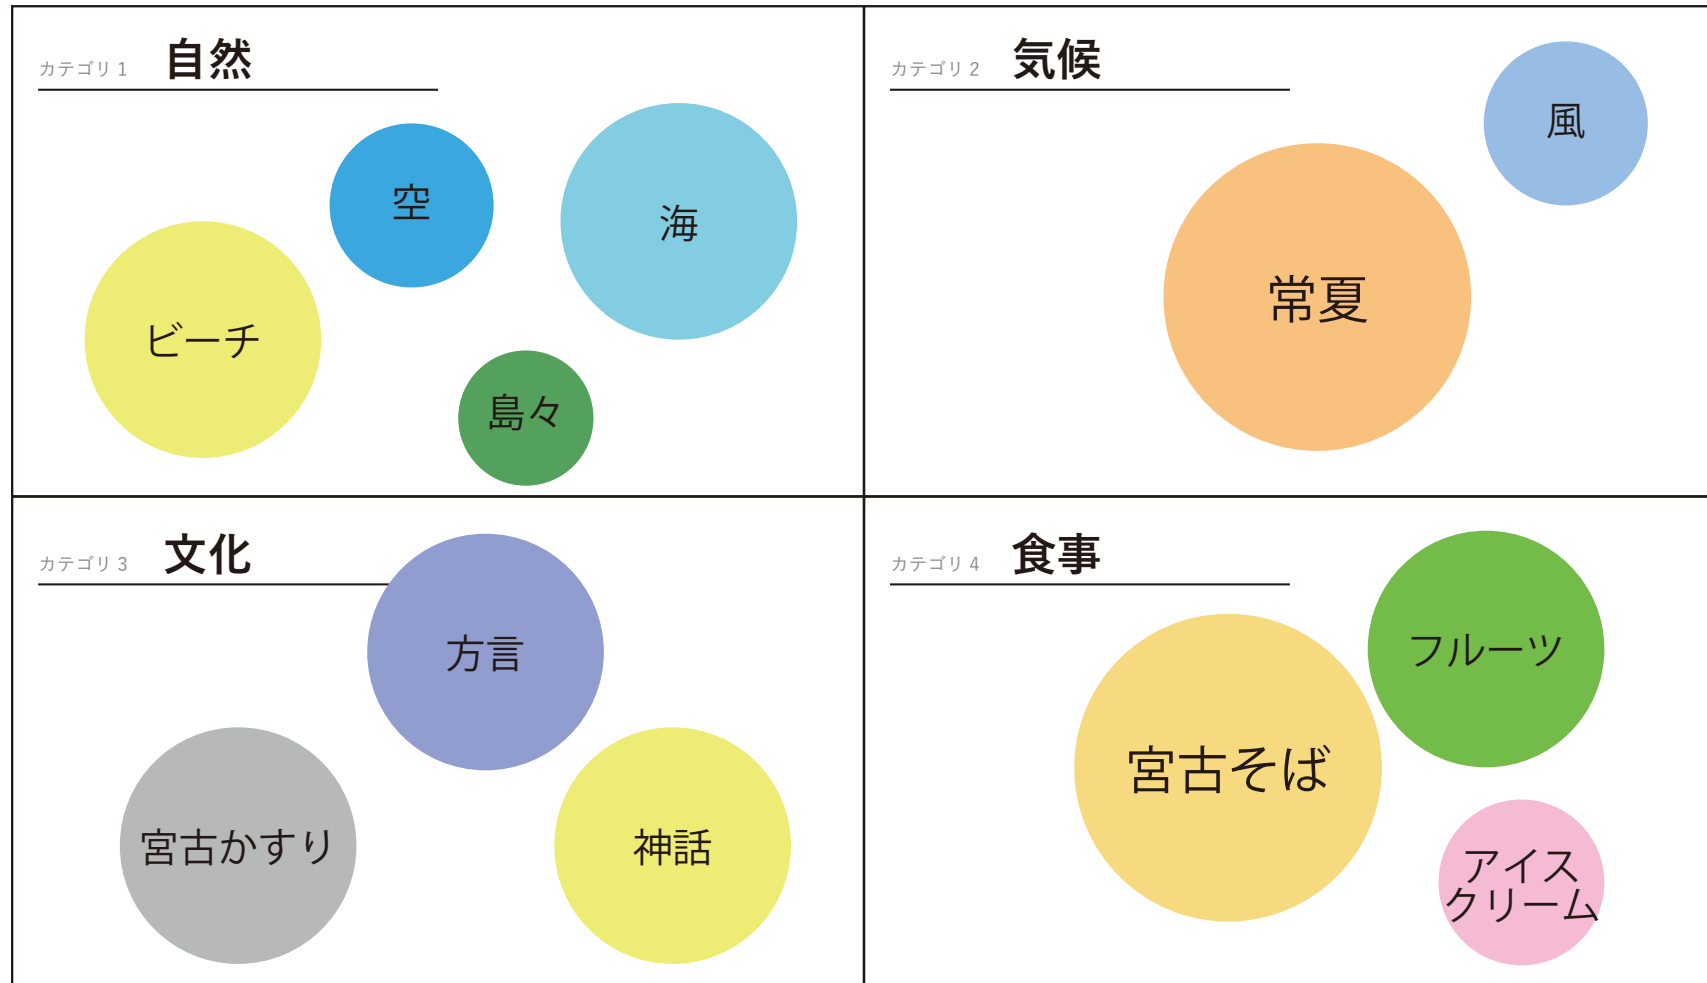 カテゴリ 1 自然
空
海
ビーチ
島々
カテゴリ 2 気候
風
常夏
カテゴリ 3 文化
方言
宮古かすり
神話
カテゴリ 4 食事
フルーツ
宮古そば
アイス
クリーム